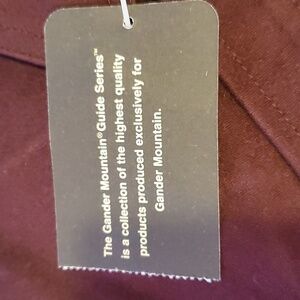 The Gander Mountain® Guide Series™
is a collection of the highest quality
products produced exclusively for
Gander Mountain.